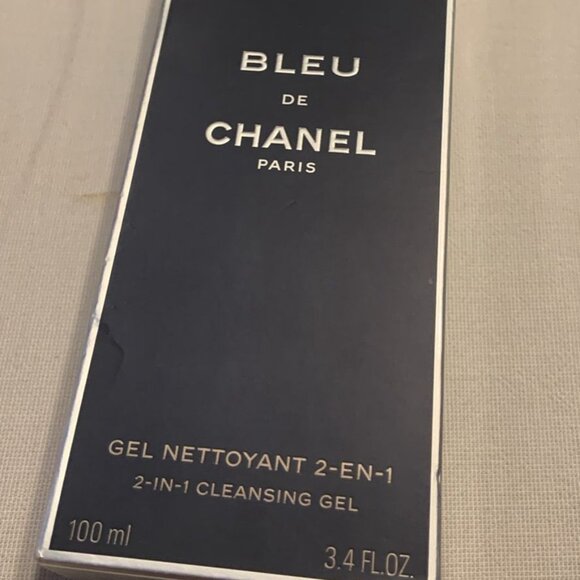 BLEU
DE
CHANEL
PARIS
GEL NETTOYANT 2-EN-1
2-IN-1 CLEANSING GEL
100 ml
3.4 FL.OZ.